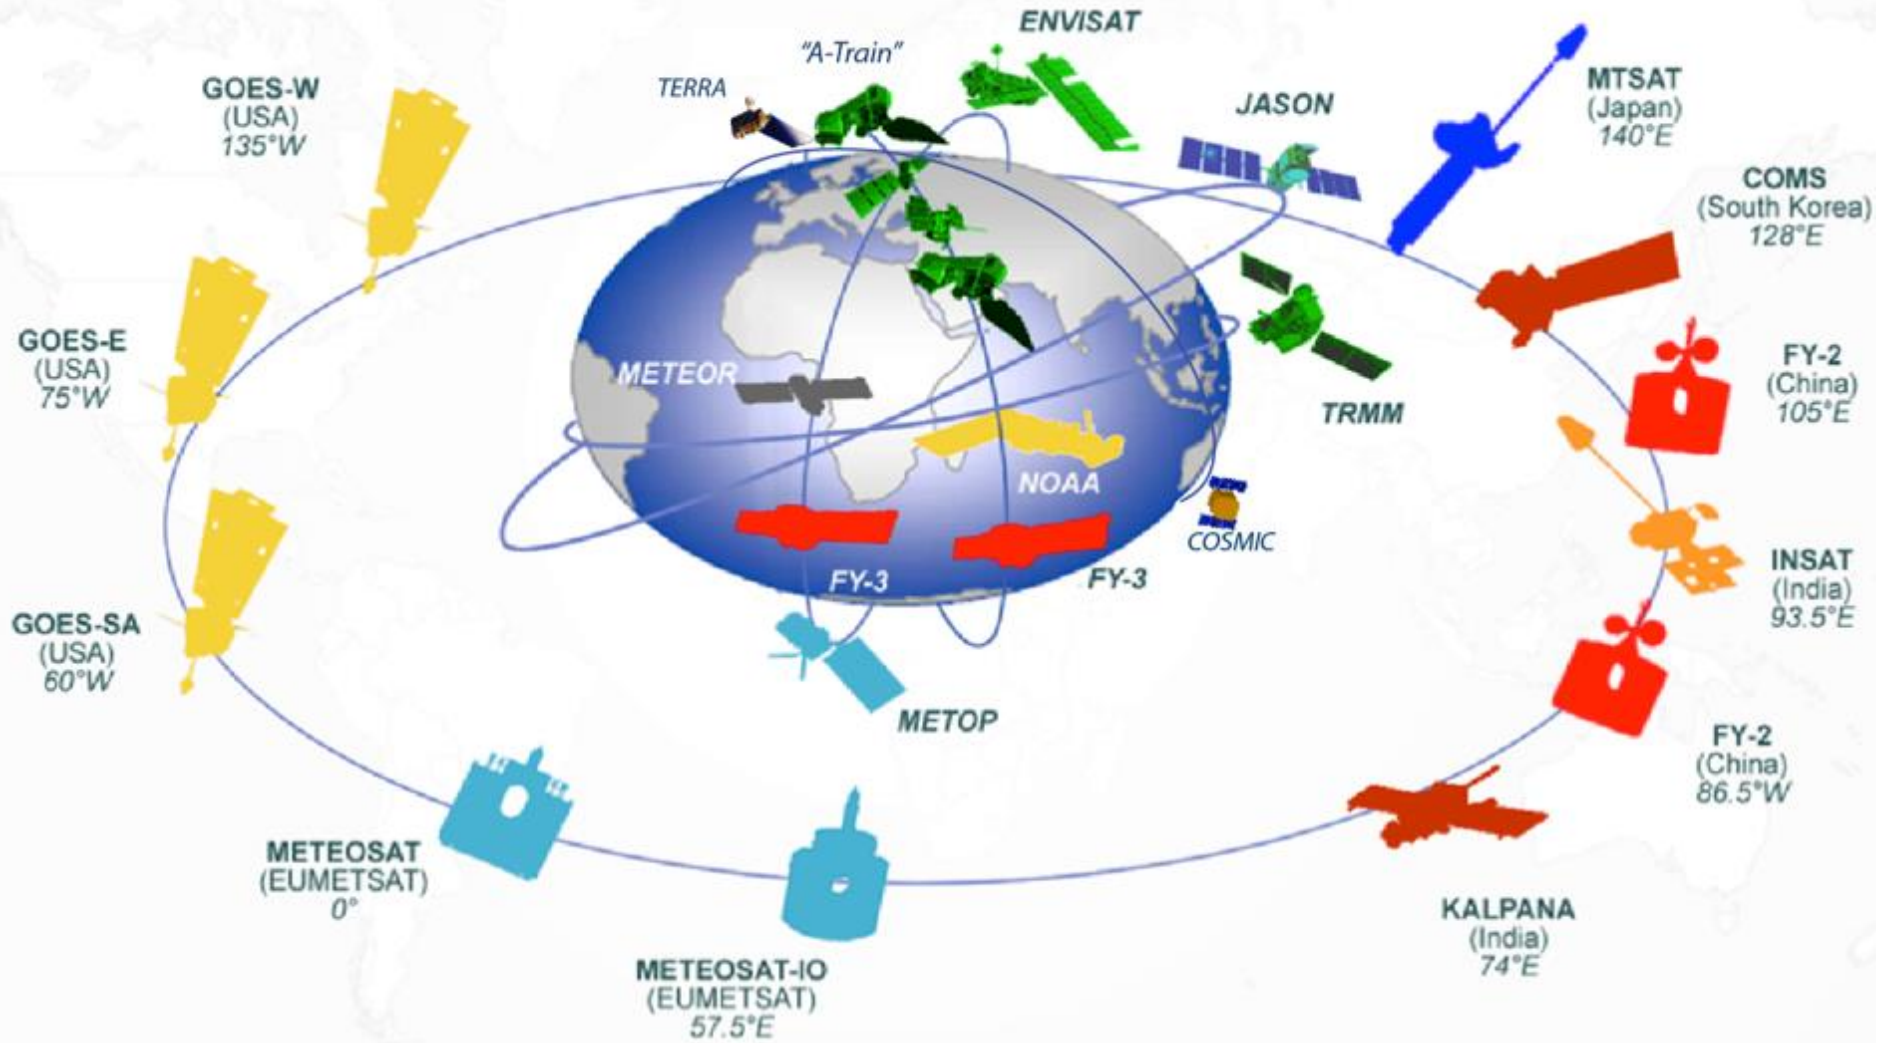 ENVISAT
"A-Train"
TERRA
GOES-W
(USA)
135°W
JASON
MTSAT
(Japan)
140°E
COMS
(South Korea)
128°E
GOES-E
(USA)
75°W
METEOR
FY-2
(China)
105°E
TRMM
NOAA
COSMIC
FY-3
FY-3
INSAT
(India)
93.5°E
GOES-SA
(USA)
60°W
METOP
FY-2
(China)
86.5°W
METEOSAT
(EUMETSAT)
0°
KALPANA
(India)
74°E
METEOSAT-IO
(EUMETSAT)
57.5°E